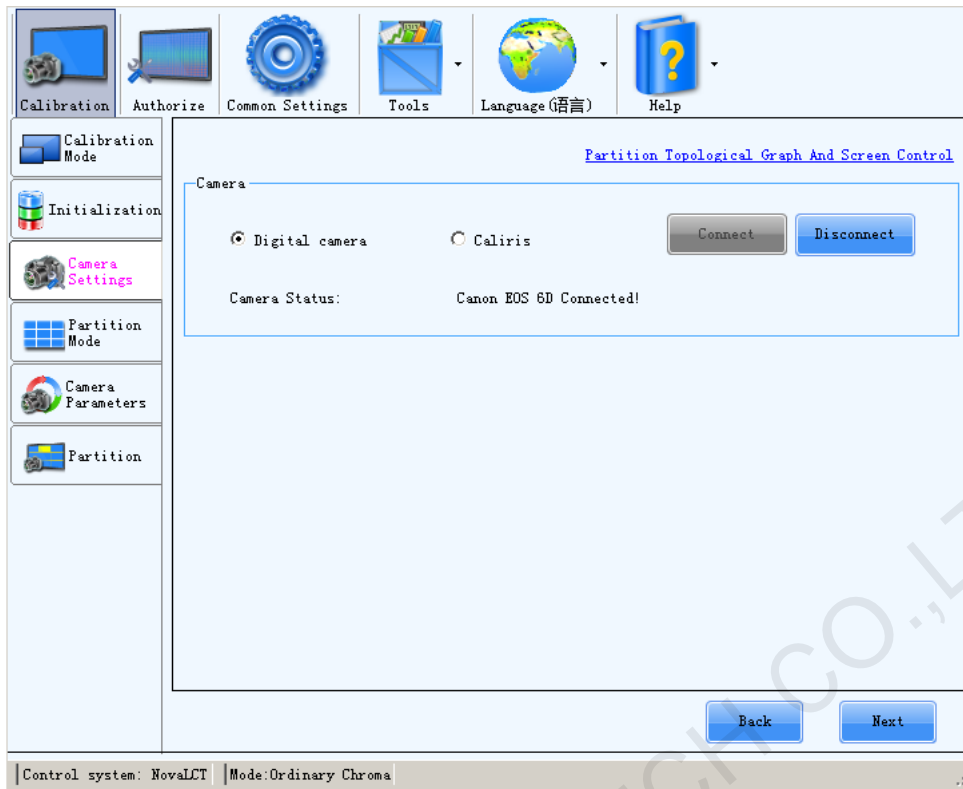 Calibration
Authorize
Common Settings
Tools
Language(语言)
Help
Calibration
Mode
Initialization
Camera
Settings
Partition
Mode
Camera
Parameters
Partition
Partition Topological Graph And Screen Control
Camera
Digital camera
Caliris
Connect
Disconnect
Camera Status:
Canon EOS 6D Connected!
Back
Next
Control system: NovaLCT
Mode:Ordinary Chroma
CO.,